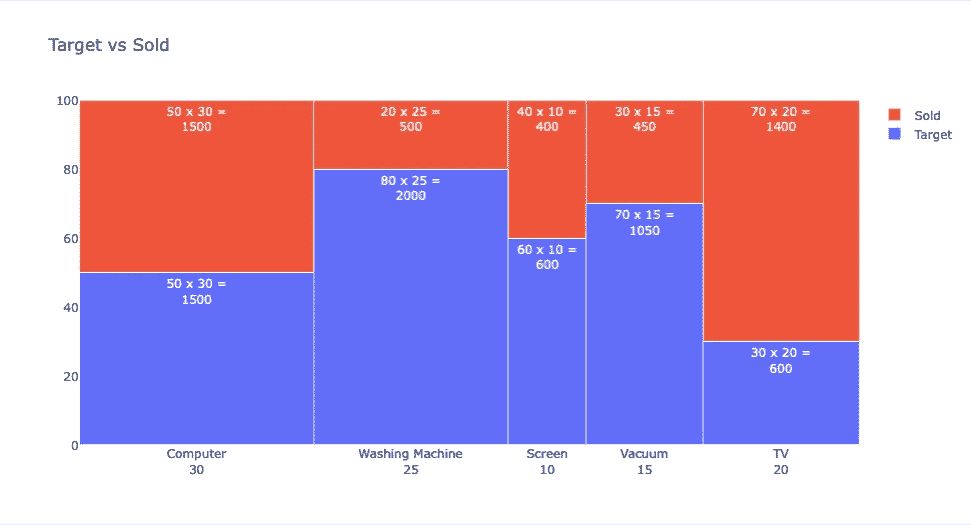 Target vs Sold
100
80
60
40
20
0
50 x 30 =
1500
20 x 25 =
500
40 x 10 =
400
30 x 15 =
450
70 x 20 =
1400
50 x 30 =
1500
80 x 25 =
2000
60 x 10 =
600
70 x 15 =
1050
30 x 20 =
600
Computer
30
Washing Machine
25
Screen
10
Vacuum
15
TV
20
Sold
Target